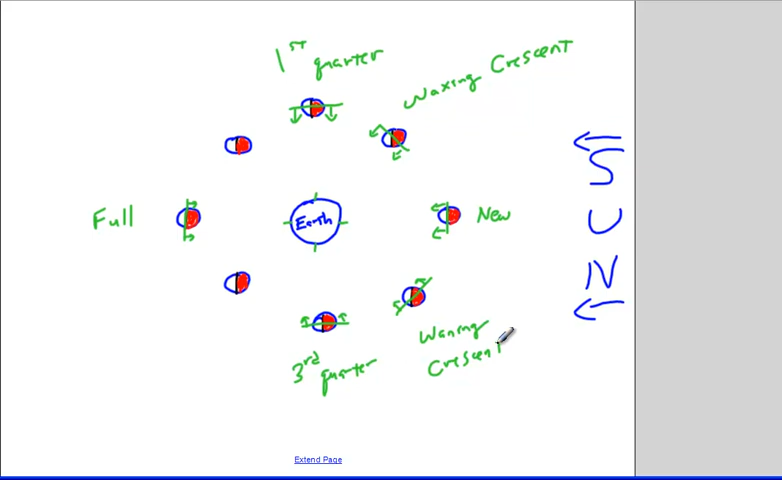 1ST quarter
Waxing Crescent
Full
Earth
New
SUN
Waning
Crescent
3rd quarter
Extend Page